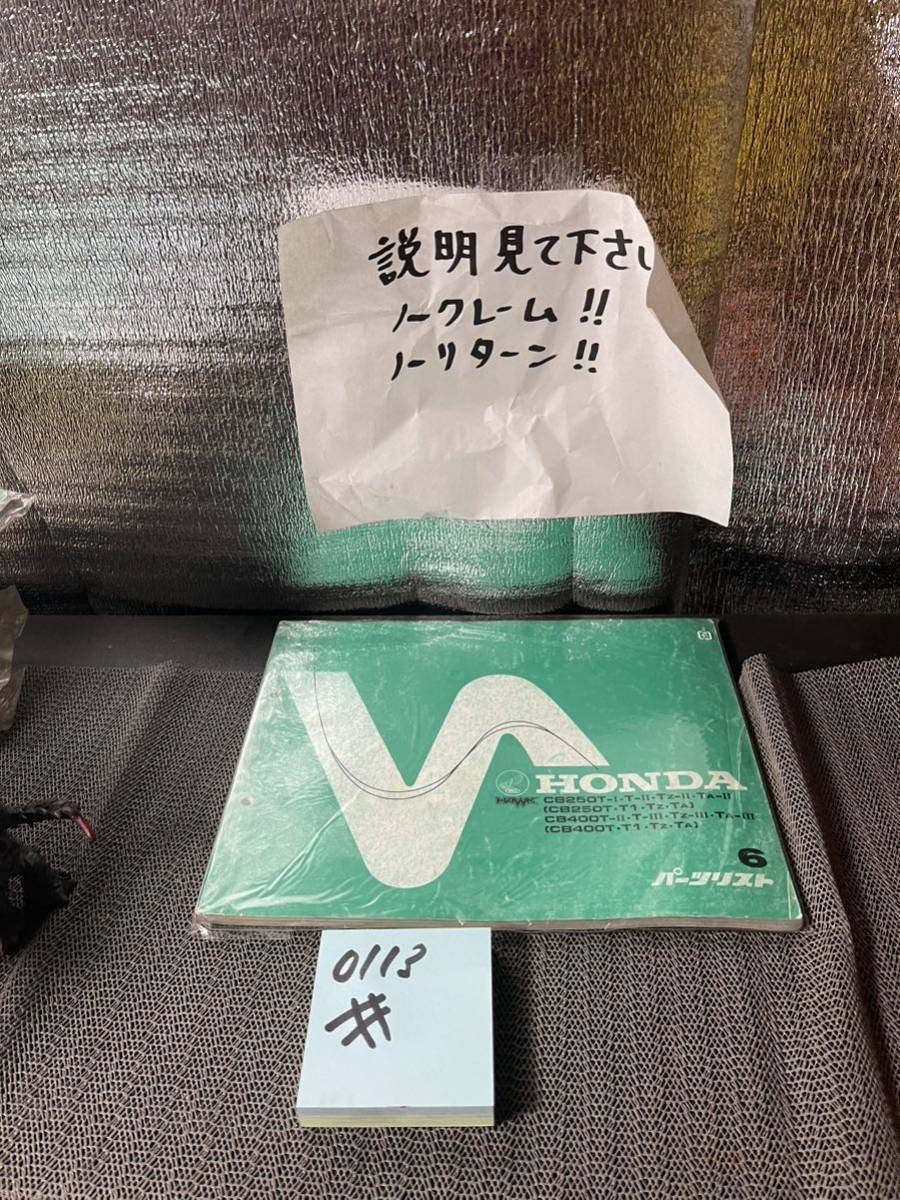 説明見て下さい
ノークレーム!!
ノーリターン!!
HONDA
HAWK
CB250T-I・T-II・TZ-II・TA-II
(CB250T・T1・TZ・TA)
CB400T-II・T-III・TZ-III・TA-III
(CB400T・T1・TZ・TA)
6
パーツリスト
0113
#